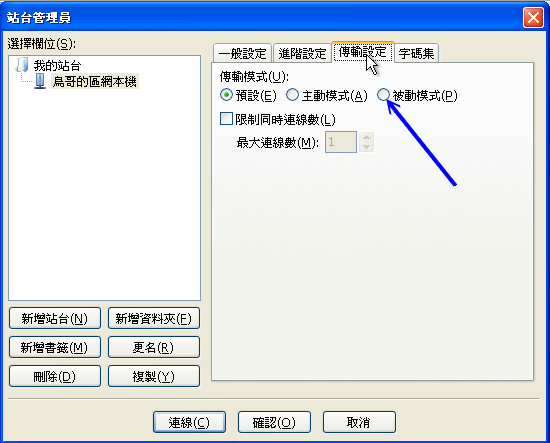 站台管理員
選擇欄位(S):
我的站台
鳥哥的區網本機
新增站台(N) 新增資料夾(F)
新增書籤(M) 更名(R)
刪除(D) 複製(Y)
一般設定 進階設定 傳輸設定 字碼集
傳輸模式(U):
預設(E) 主動模式(A) 被動模式(P)
限制同時連線數(L)
最大連線數(M): 1
連線(C) 確認(O) 取消